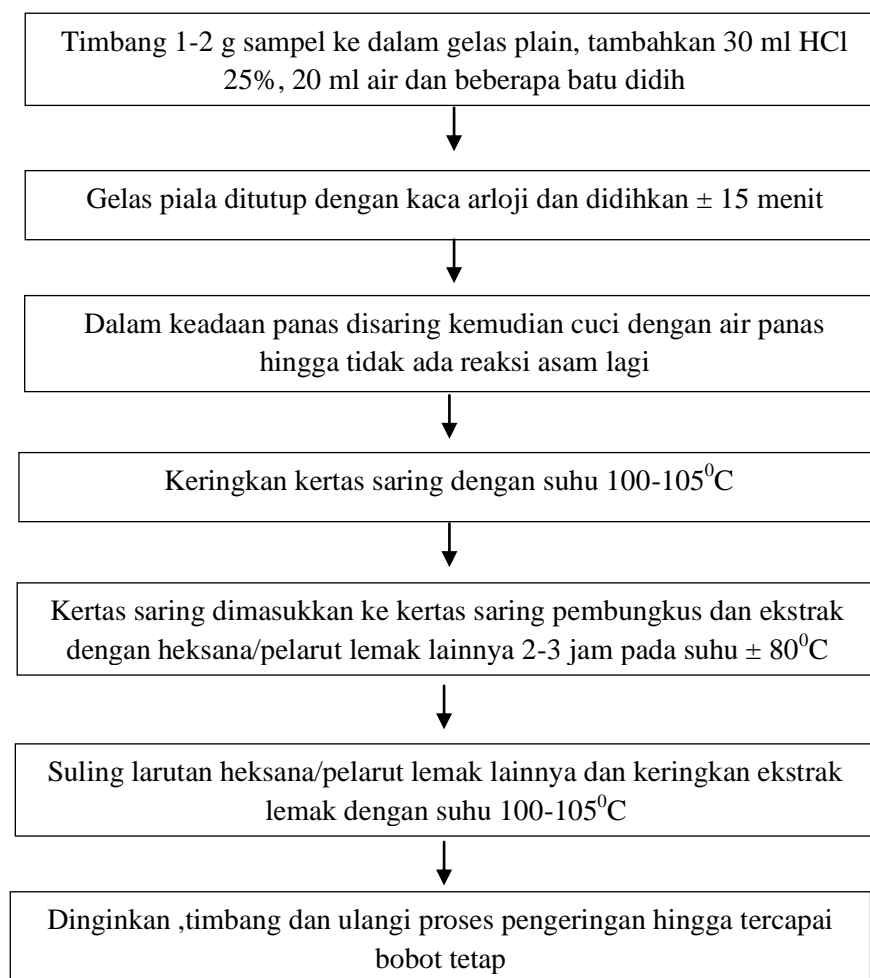 Timbang 1-2 g sampel ke dalam gelas plain, tambahkan 30 ml HCl
25%, 20 ml air dan beberapa batu didih
Gelas piala ditutup dengan kaca arloji dan didihkan ± 15 menit
Dalam keadaan panas disaring kemudian cuci dengan air panas
hingga tidak ada reaksi asam lagi
Keringkan kertas saring dengan suhu 100-105⁰C
Kertas saring dimasukkan ke kertas saring pembungkus dan ekstrak
dengan heksana/pelarut lemak lainnya 2-3 jam pada suhu ± 80⁰C
Suling larutan heksana/pelarut lemak lainnya dan keringkan ekstrak
lemak dengan suhu 100-105⁰C
Dinginkan ,timbang dan ulangi proses pengeringan hingga tercapai
bobot tetap